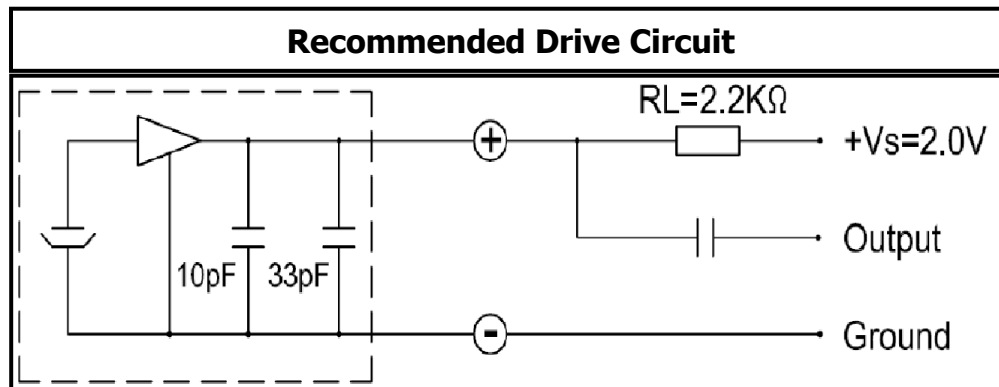 Recommended Drive Circuit
RL=2.2KΩ
+
+Vs=2.0V
Output
10pF
33pF
-
Ground